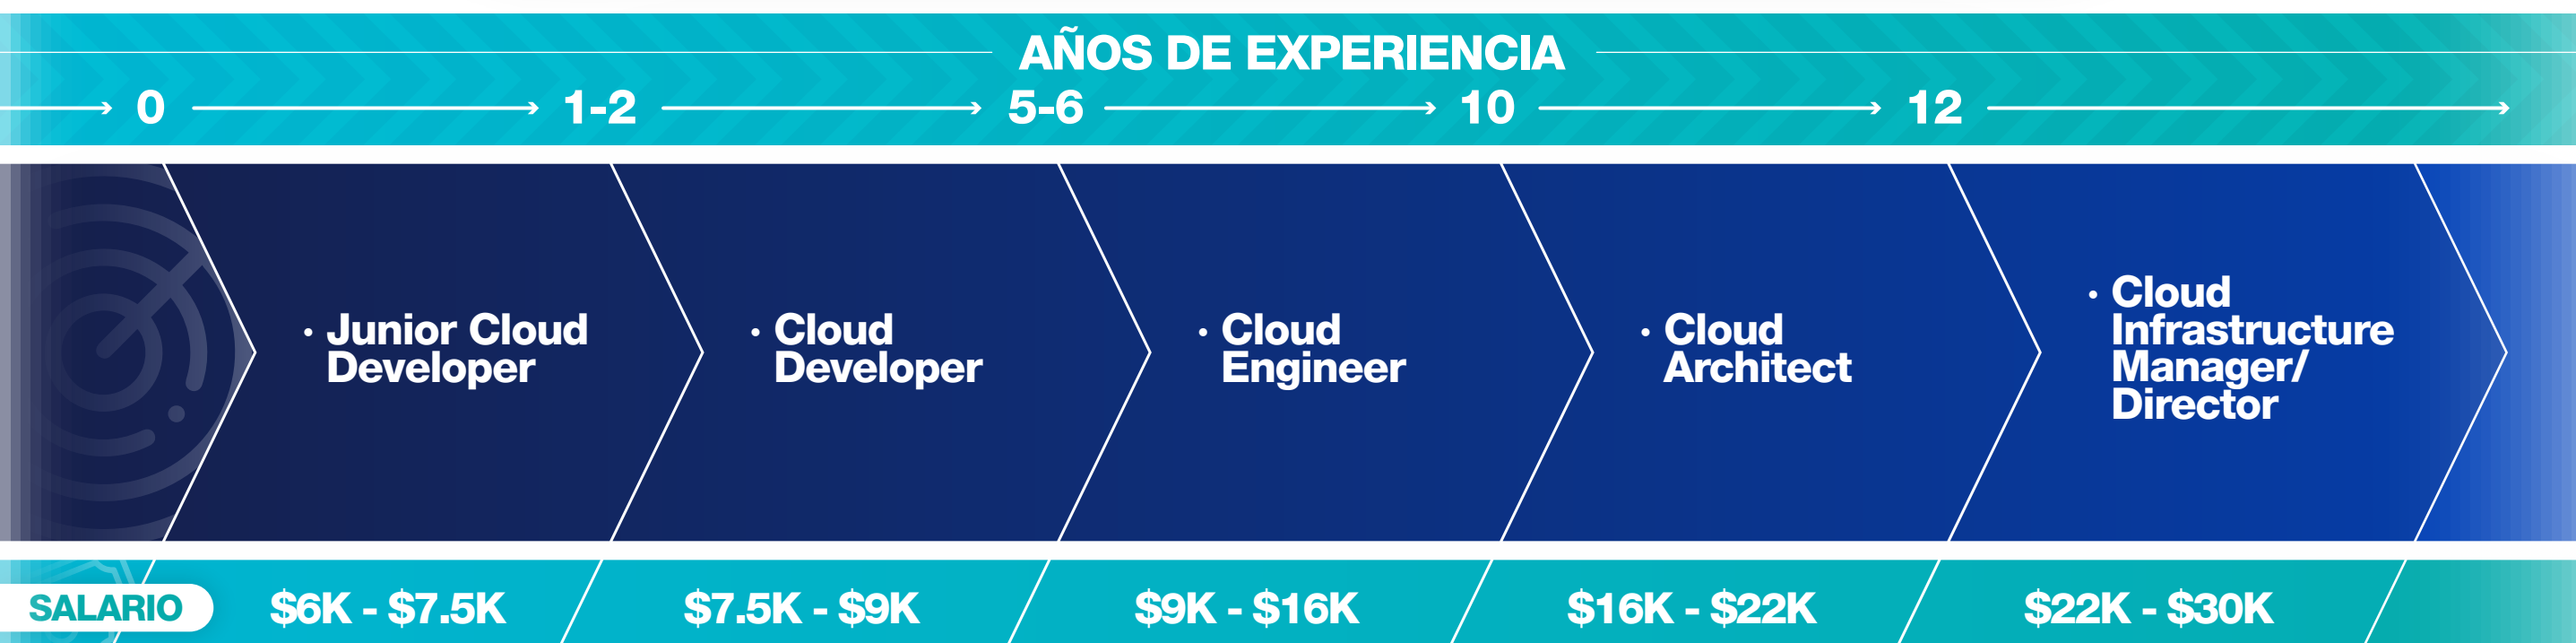 AÑOS DE EXPERIENCIA
0 1-2 5-6 10 12
· Junior Cloud
Developer
· Cloud
Developer
· Cloud
Engineer
· Cloud
Architect
· Cloud
Infrastructure
Manager/
Director
SALARIO $6K - $7.5K $7.5K - $9K $9K - $16K $16K - $22K $22K - $30K